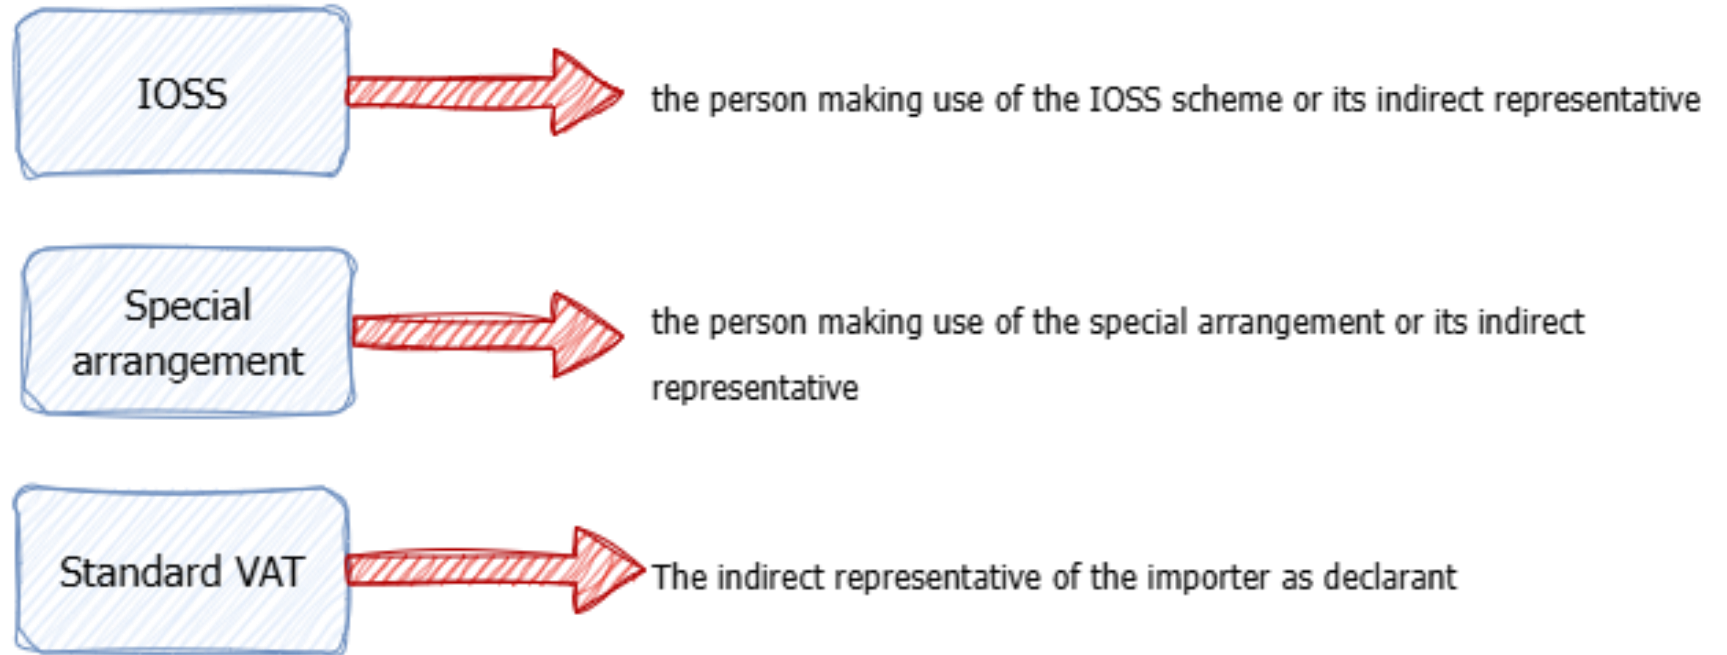 IOSS
the person making use of the IOSS scheme or its indirect representative
Special
arrangement
the person making use of the special arrangement or its indirect
representative
Standard VAT
The indirect representative of the importer as declarant